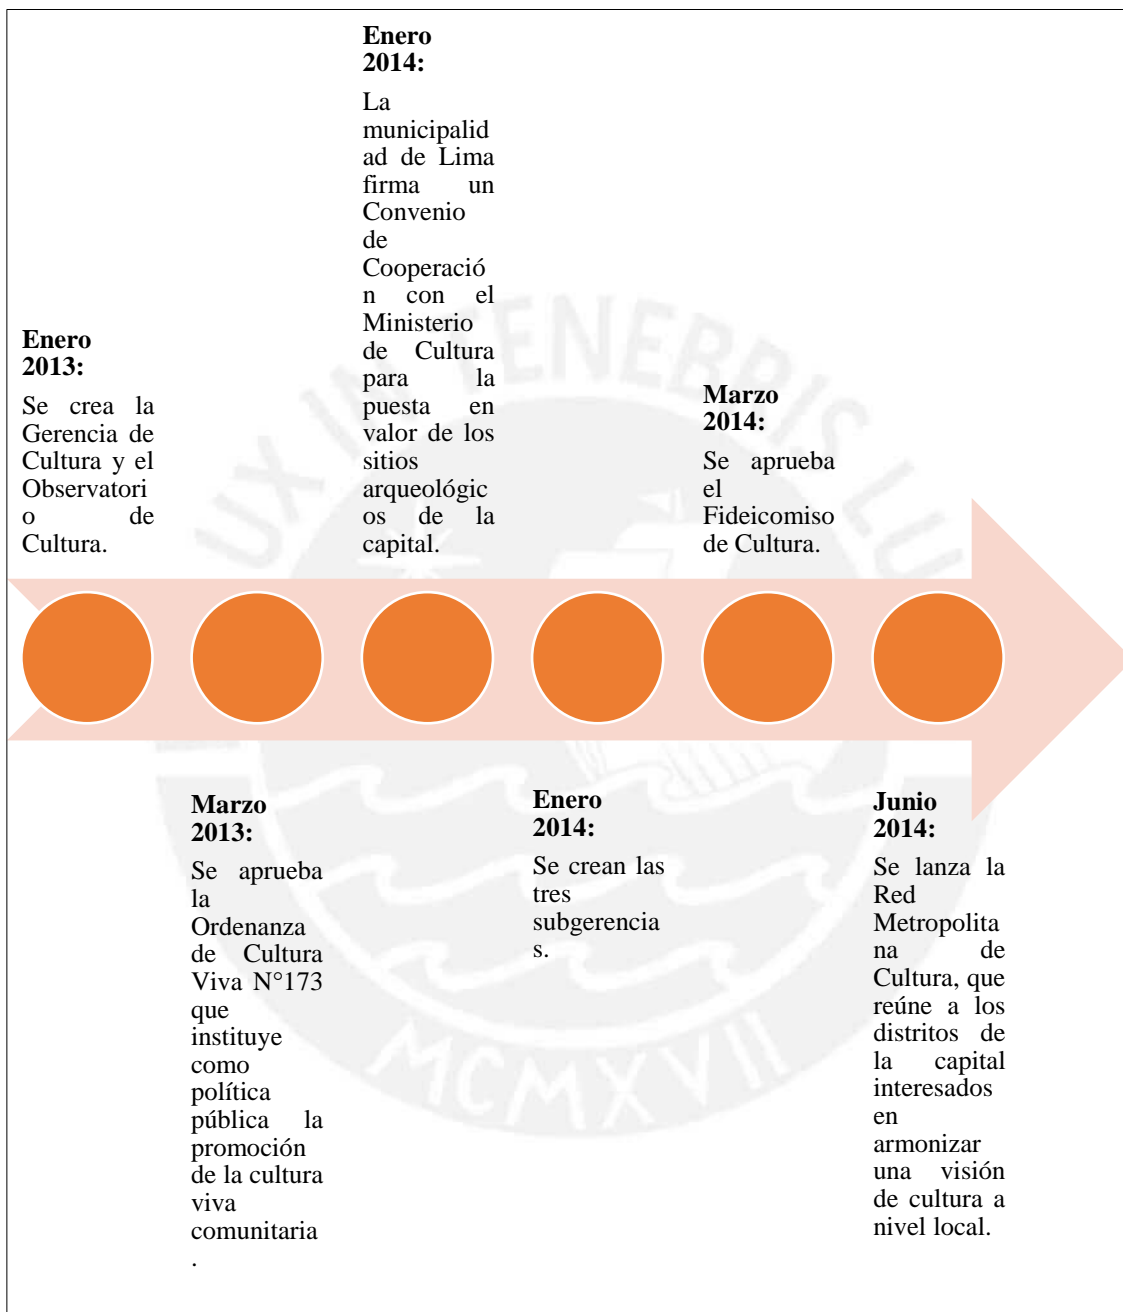 Enero
2013:
Se crea la
Gerencia de
Cultura y el
Observatori
o de
Cultura.
Marzo
2013:
Se aprueba
la
Ordenanza
de Cultura
Viva N°173
que
instituye
como
política
pública la
promoción
de la cultura
viva
comunitaria
.
Enero
2014:
La
municipalid
ad de Lima
firma un
Convenio
de
Cooperació
n con el
Ministerio
de Cultura
para la
puesta en
valor de los
sitios
arqueológic
os de la
capital.
Enero
2014:
Se crean las
tres
subgerencia
s.
Marzo
2014:
Se aprueba
el
Fideicomiso
de Cultura.
Junio
2014:
Se lanza la
Red
Metropolita
na de
Cultura, que
reúne a los
distritos de
la capital
interesados
en
armonizar
una visión
de cultura a
nivel local.
UX IN TENEBRIS LU
MCMXVII